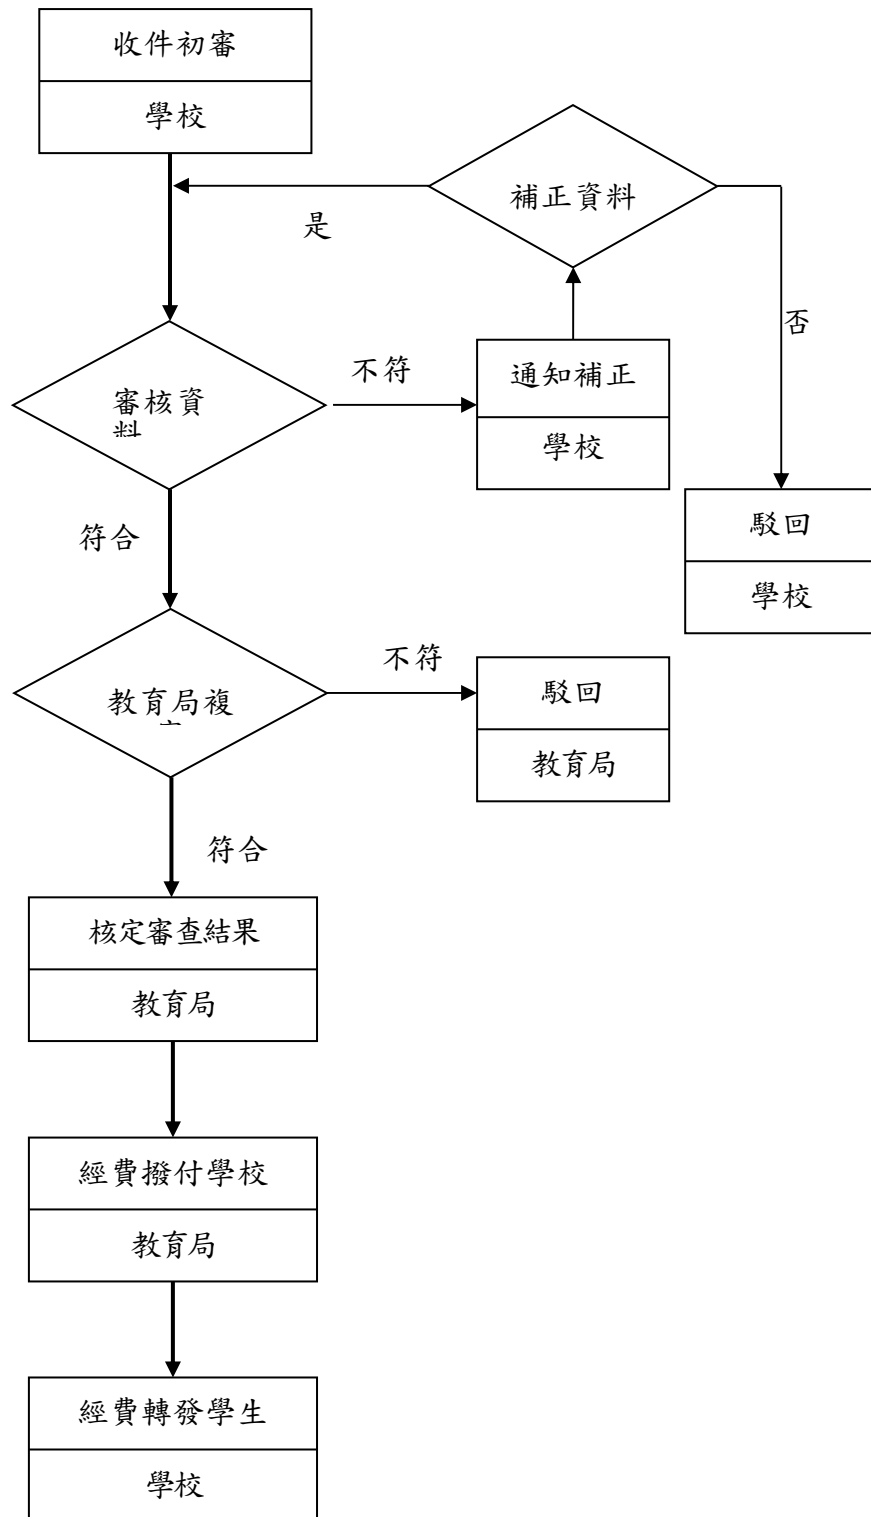 收件初審
學校
補正資料
是
否
不符
通知補正
學校
審核資
料
符合
駁回
學校
不符
教育局複
駁回
教育局
符合
核定審查結果
教育局
經費撥付學校
教育局
經費轉發學生
學校